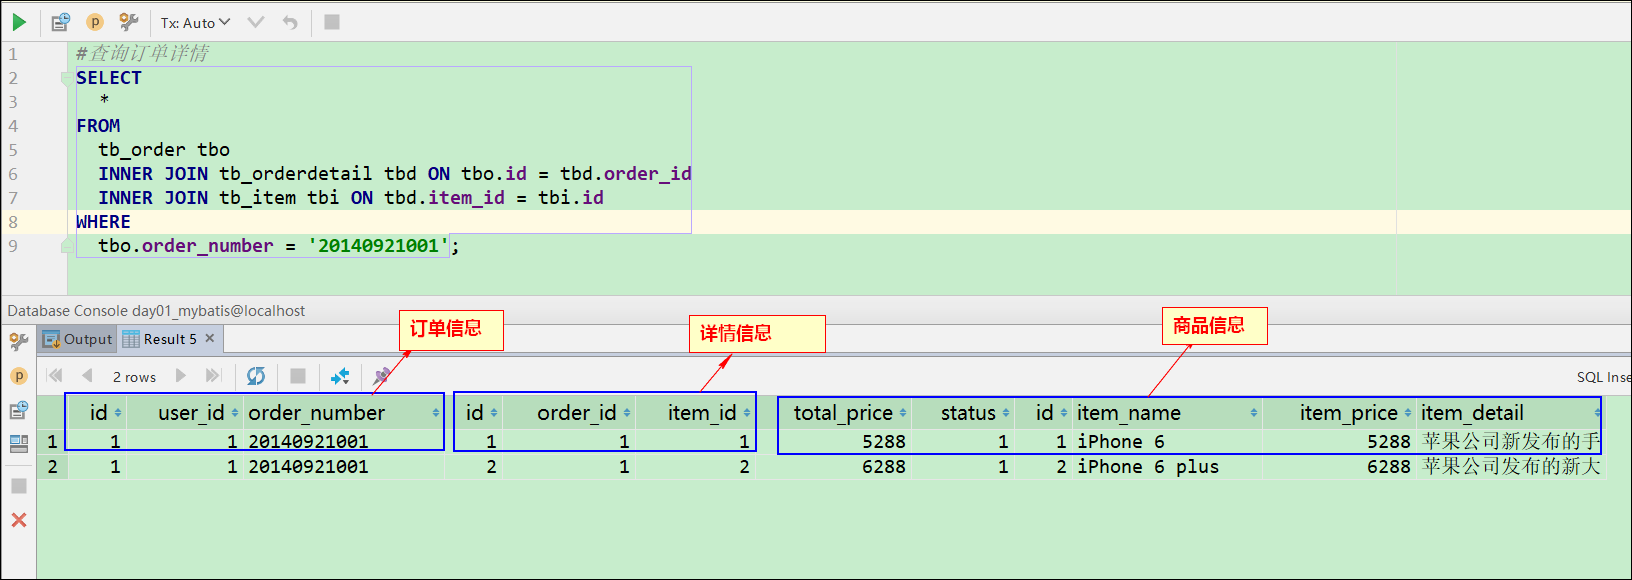 Tx: Auto
1 #查询订单详情
2 SELECT
3 *
4 FROM
5 tb_order tbo
6 INNER JOIN tb_orderdetail tbd ON tbo.id = tbd.order_id
7 INNER JOIN tb_item tbi ON tbd.item_id = tbi.id
8 WHERE
9 tbo.order_number = '20140921001';
Database Console day01_mybatis@localhost
订单信息
详情信息
商品信息
Output Result 5
2 rows
SQL Inse
id user_id order_number id order_id item_id total_price status id item_name item_price item_detail
1 1 1 20140921001 1 1 1 5288 1 1 iPhone 6 5288 苹果公司新发布的手
2 1 1 20140921001 2 1 2 6288 1 2 iPhone 6 plus 6288 苹果公司发布的新大